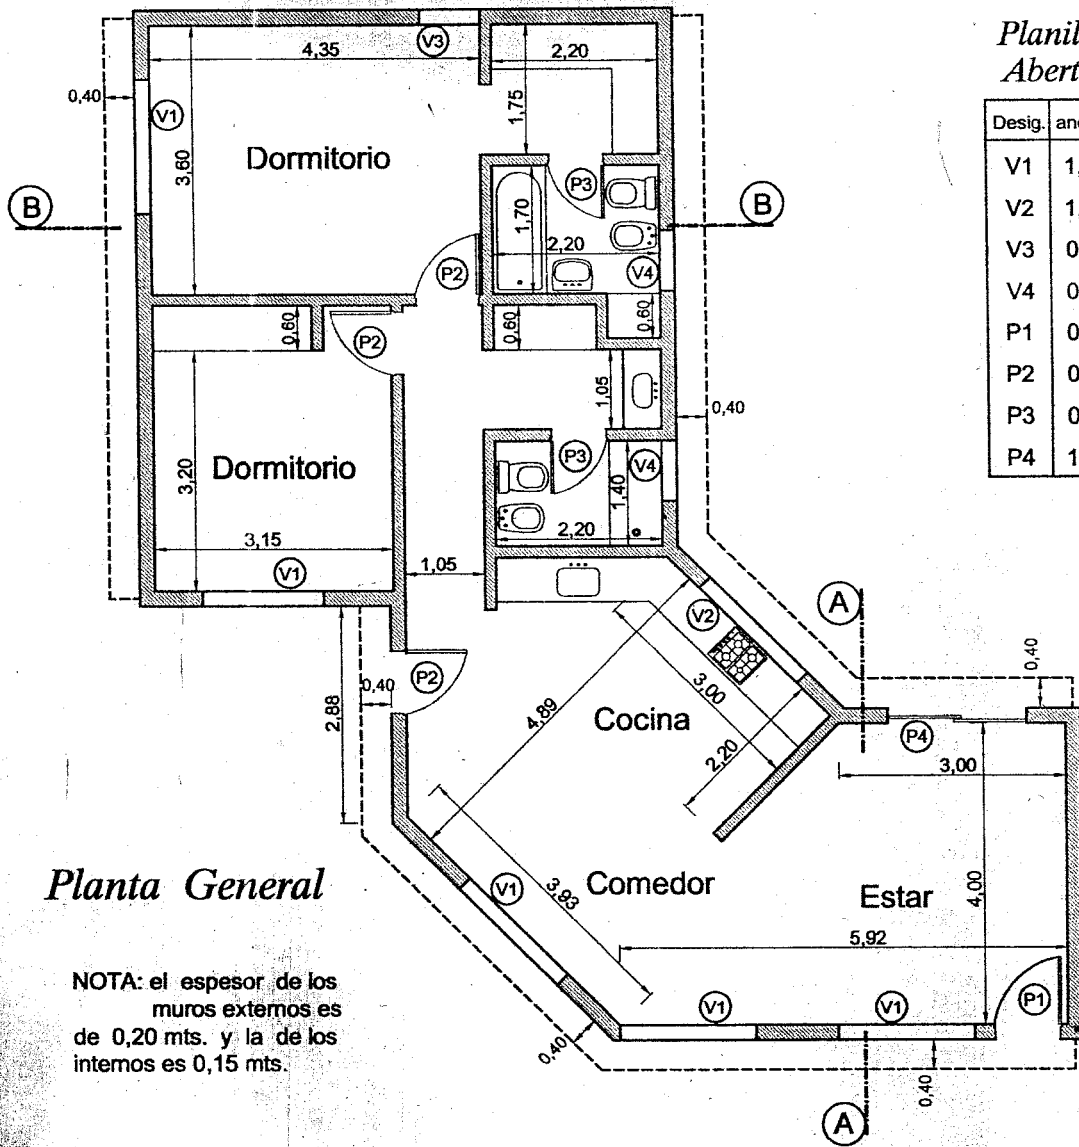 4,35
V3
2,20
0,40
V1
1,75
3,60
Dormitorio
P3
1,70
2,20
B
B
P2
V4
0,60
0,60
0,60
P2
1,05
0,40
3,20
Dormitorio
P3
V4
1,40
2,20
3,15
V1
1,05
V2
A
0,40
P2
0,40
2,88
4,89
Cocina
3,00
2,20
P4
3,00
Planta General
V1
3,93
Comedor
Estar
4,00
5,92
NOTA: el espesor de los
muros externos es
de 0,20 mts. y la de los
internos es 0,15 mts.
V1
V1
P1
0,40
0,40
A
Planil
Abert
Desig. anc
V1 1,
V2 1,
V3 0
V4 0
P1 0
P2 0
P3 0
P4 1